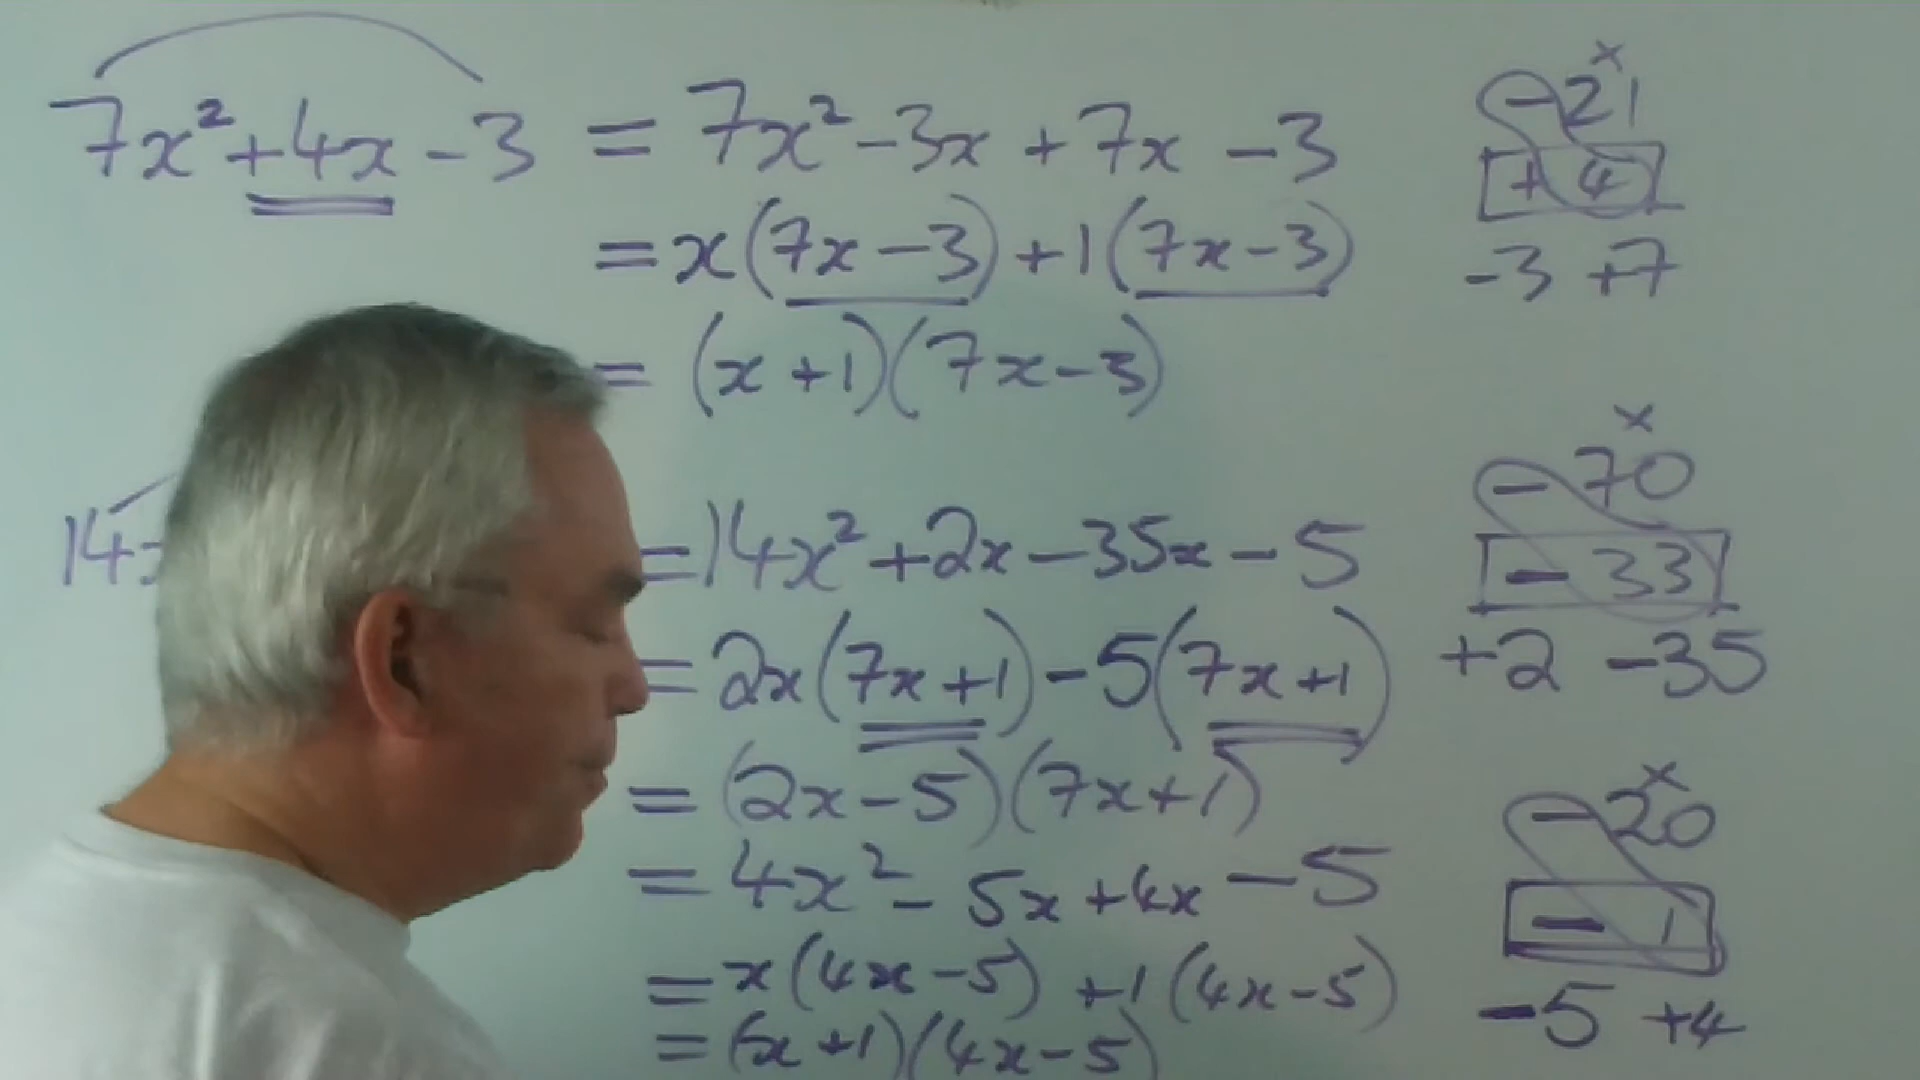 7x² + 4x - 3 = 7x² - 3x + 7x - 3
= x(7x - 3) + 1(7x - 3)
= (x + 1)(7x - 3)
x
- 21
+ 4
- 3 + 7
14x
= 14x² + 2x - 35x - 5
= 2x(7x + 1) - 5(7x + 1)
= (2x - 5)(7x + 1)
x
- 70
- 33
+ 2 - 35
= 4x² - 5x + 4x - 5
= x(4x - 5) + 1(4x - 5)
= (x + 1)(4x - 5)
x
- 20
- 1
- 5 + 4